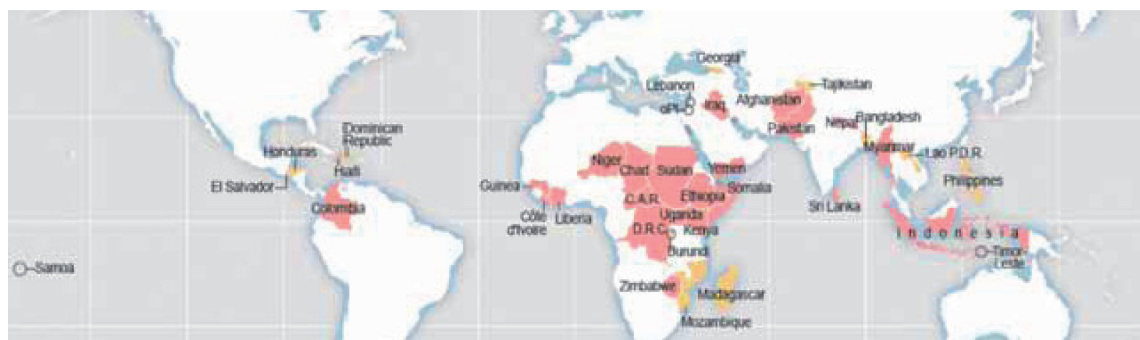 Georgia
Lebanon
Tajikistan
oPt
Iraq
Afghanistan
Bangladesh
Nepal
Pakistan
Dominican
Republic
Honduras
Myanmar
Lao P.D.R.
Haiti
Niger
Chad
Sudan
Yemen
El Salvador
Guinea
Somalia
Philippines
C.A.R.
Ethiopia
Sri Lanka
Colombia
Côte
d'Ivoire
Liberia
Uganda
D.R.C.
Kenya
Indonesia
Burundi
Timor-
Leste
Samoa
Zimbabwe
Madagascar
Mozambique